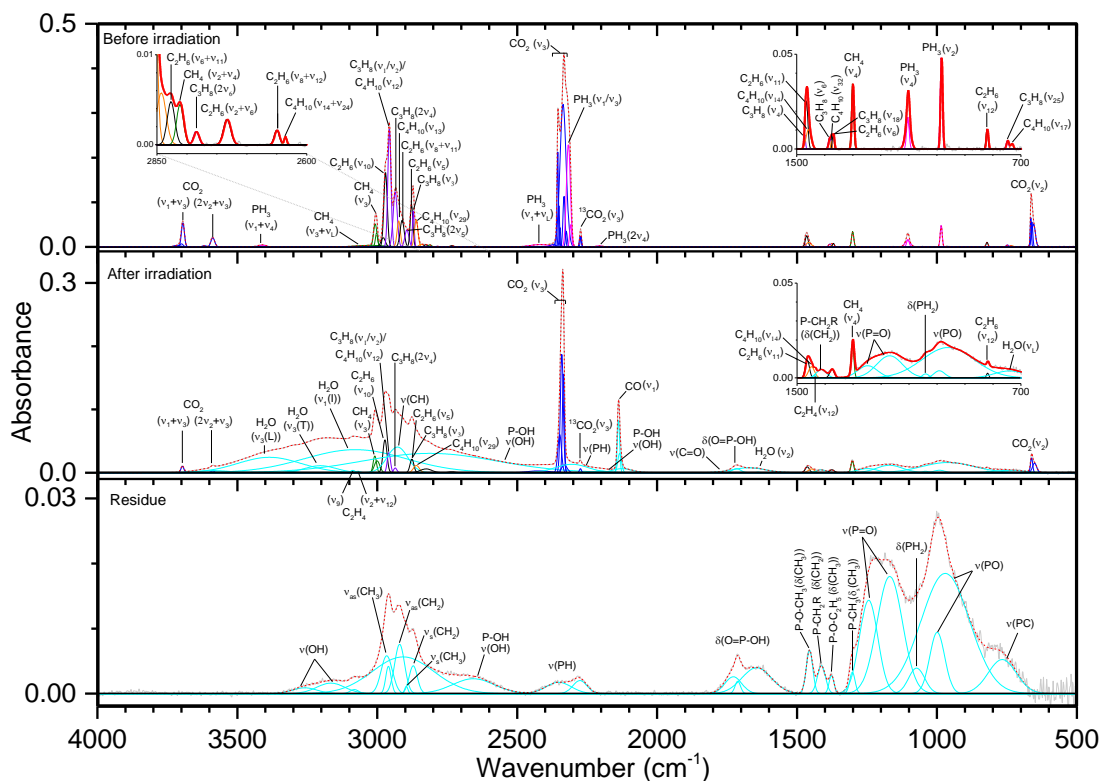 0.5
Before irradiation
0.01
C₂H₆(ν₆+ν₁₁)
CH₄ (ν₂+ν₄)
C₃H₈(2ν₆)
C₂H₆(ν₂+ν₆)
C₂H₆(ν₈+ν₁₂)
C₄H₁₀(ν₁₄+ν₂₄)
0.00
2850
2600
CO₂
(ν₁+ν₃) (2ν₂+ν₃)
PH₃
(ν₁+ν₄)
CH₄
(ν₃+ν_L)
CH₄
(ν₃)
C₂H₆(ν₁₀)
C₃H₈(ν₁/ν₂)/
C₄H₁₀(ν₁₂)
C₃H₈(2ν₄)
C₄H₁₀(ν₁₃)
C₂H₆(ν₈+ν₁₁)
C₂H₆(ν₅)
C₃H₈(ν₃)
C₄H₁₀(ν₂₉)
C₃H₈(2ν₅)
CO₂ (ν₃)
PH₃(ν₁/ν₃)
PH₃
(ν₁+ν_L)
¹³CO₂(ν₃)
PH₃(2ν₄)
0.05
C₂H₆(ν₁₁)
C₄H₁₀(ν₁₄)
C₃H₈(ν₄)
C₄H₁₀(ν₃₂)
C₃H₈(ν₁₈)
C₂H₆(ν₆)
CH₄
(ν₄)
PH₃
(ν₄)
PH₃(ν₂)
C₂H₆
(ν₁₂)
C₃H₈(ν₂₅)
C₄H₁₀(ν₁₇)
0.00
1500
700
CO₂(ν₂)
0.0
After irradiation
0.3
CO₂
(ν₁+ν₃) (2ν₂+ν₃)
H₂O
(ν₃(L))
H₂O
(ν₃(T))
H₂O
(ν₁(I))
CH₄
(ν₃)
C₂H₆
(ν₁₀)
C₃H₈(ν₁/ν₂)/
C₄H₁₀(ν₁₂)
C₃H₈(2ν₄)
ν(CH)
C₂H₆(ν₅)
C₃H₈(ν₃)
C₄H₁₀(ν₂₉)
P-OH
ν(OH)
CO₂ (ν₃)
¹³CO₂(ν₃)
ν(PH)
CO(ν₁)
P-OH
ν(OH)
ν(C=O)
δ(O=P-OH)
H₂O (ν₂)
0.05
C₄H₁₀(ν₁₄)
C₂H₆(ν₁₁)
P-CH₂R
(δ(CH₂))
C₂H₄(ν₁₂)
CH₄
(ν₄)
ν(P=O)
δ(PH₂)
ν(PO)
C₂H₆
(ν₁₂)
H₂O(ν_L)
0.00
1500
700
CO₂(ν₂)
0.0
(ν₉) (ν₂+ν₁₂)
C₂H₄
Residue
0.03
ν(OH)
ν_as(CH₃)
ν_as(CH₂)
ν_s(CH₂)
ν_s(CH₃)
P-OH
ν(OH)
ν(PH)
δ(O=P-OH)
P-O-CH₃(δ(CH₃))
P-CH₂R (δ(CH₂))
P-O-C₂H₅(δ(CH₃))
ν(P=O)
δ(PH₂)
ν(PO)
ν(PC)
0.00
4000 3500 3000 2500 2000 1500 1000 500
Wavenumber (cm⁻¹)
Absorbance